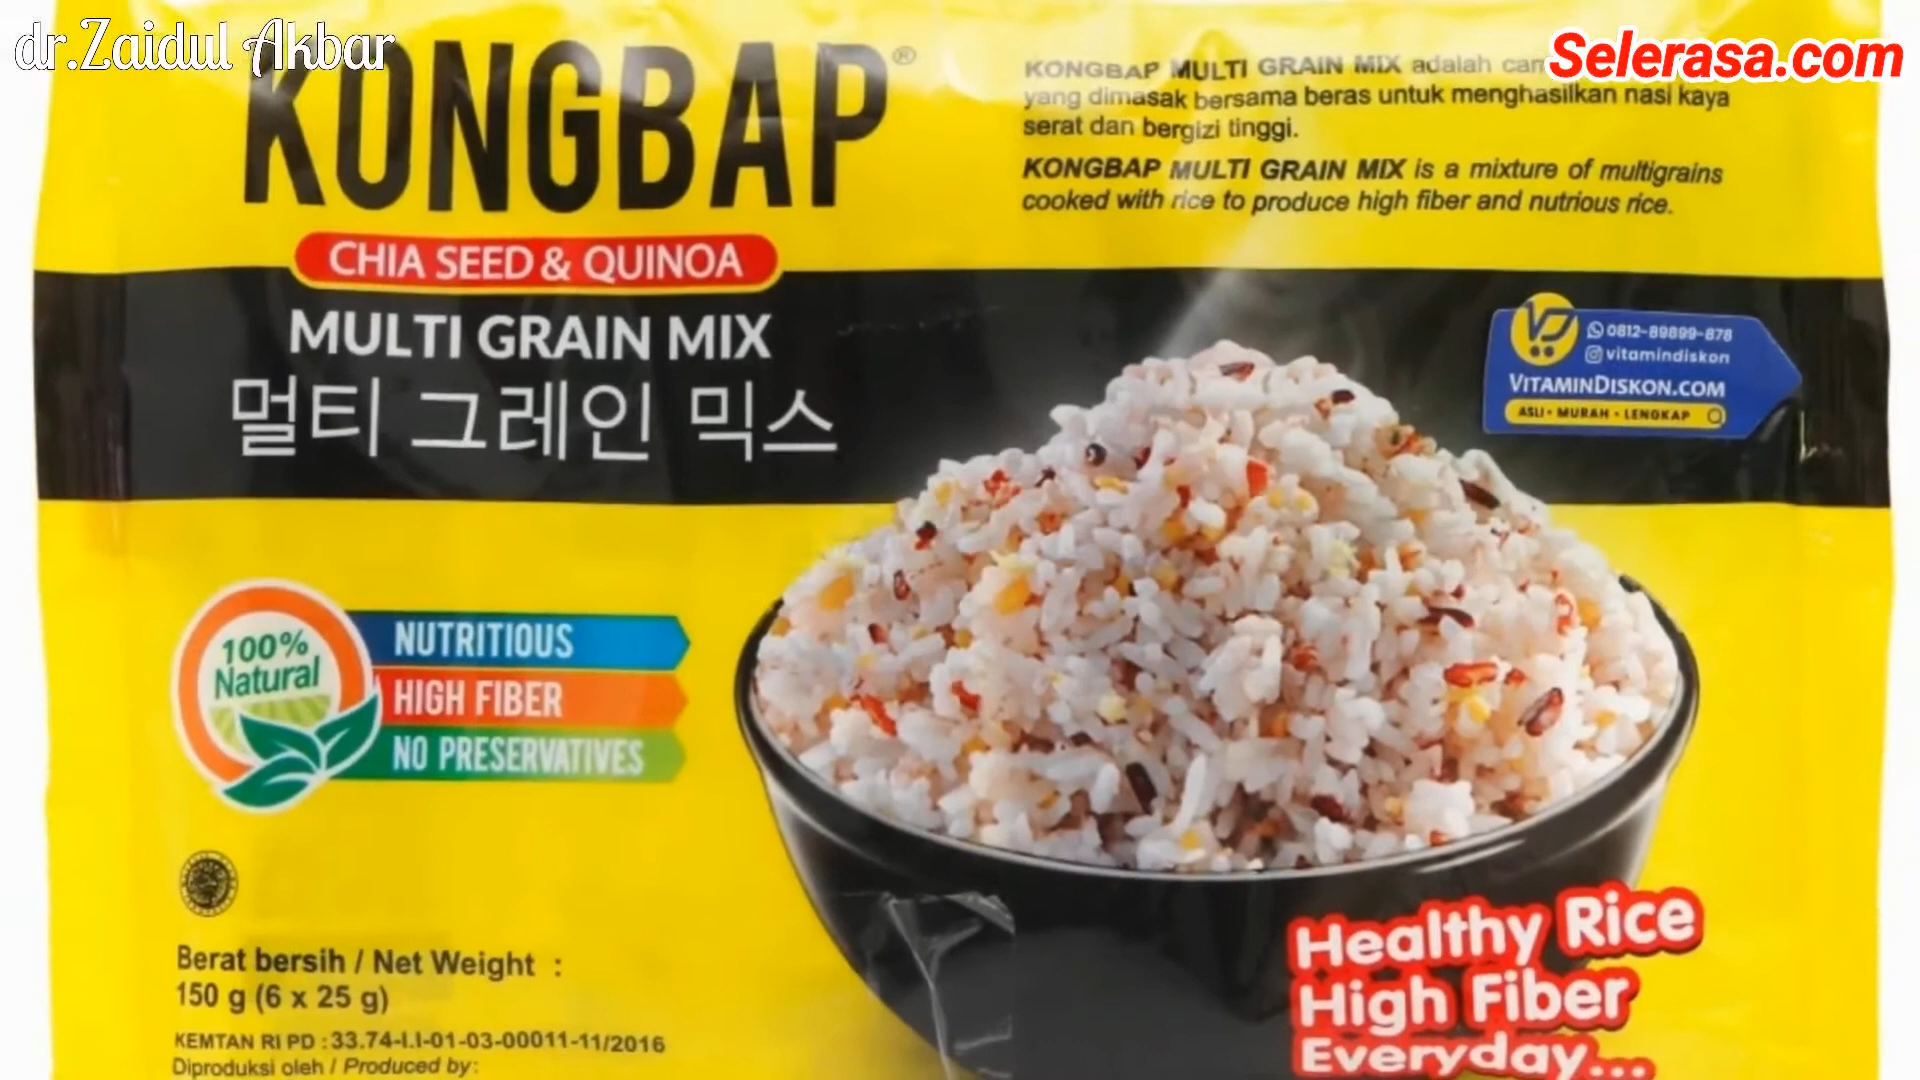 dr.Zaidul Akbar
Selerasa.com
KONGBAP®
CHIA SEED & QUINOA
MULTI GRAIN MIX
멀티 그레인 믹스
KONGBAP MULTI GRAIN MIX adalah
yang dimasak bersama beras untuk menghasilkan nasi kaya
serat dan bergizi tinggi.
KONGBAP MULTI GRAIN MIX is a mixture of multigrains
cooked with rice to produce high fiber and nutrious rice.
0812-89899-878
vitamindiskon
VITAMINDISKON.COM
ASLI • MURAH • LENGKAP
100%
Natural
NUTRITIOUS
HIGH FIBER
NO PRESERVATIVES
Berat bersih / Net Weight :
150 g (6 x 25 g)
KEMTAN RI PD : 33.74-I.I-01-03-00011-11/2016
Diproduksi oleh / Produced by:
Healthy Rice
High Fiber
Everyday...